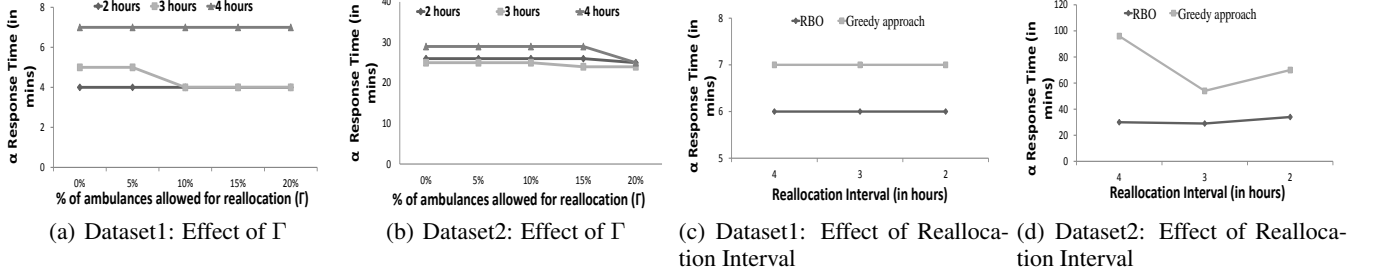 α Response Time (in mins)
8
6
4
2
0
2 hours 3 hours 4 hours
0% 5% 10% 15% 20%
% of ambulances allowed for reallocation (Γ)
(a) Dataset1: Effect of Γ
α Response Time (in mins)
40
30
20
10
0
2 hours 3 hours 4 hours
0% 5% 10% 15% 20%
% of ambulances allowed for reallocation (Γ)
(b) Dataset2: Effect of Γ
α Response Time (in mins)
8
7
6
5
RBO Greedy approach
4 3 2
Reallocation Interval (in hours)
(c) Dataset1: Effect of Realloca-
tion Interval
α Response Time (in mins)
120
100
80
60
40
20
0
RBO Greedy approach
4 3 2
Reallocation Interval (in hours)
(d) Dataset2: Effect of Realloca-
tion Interval